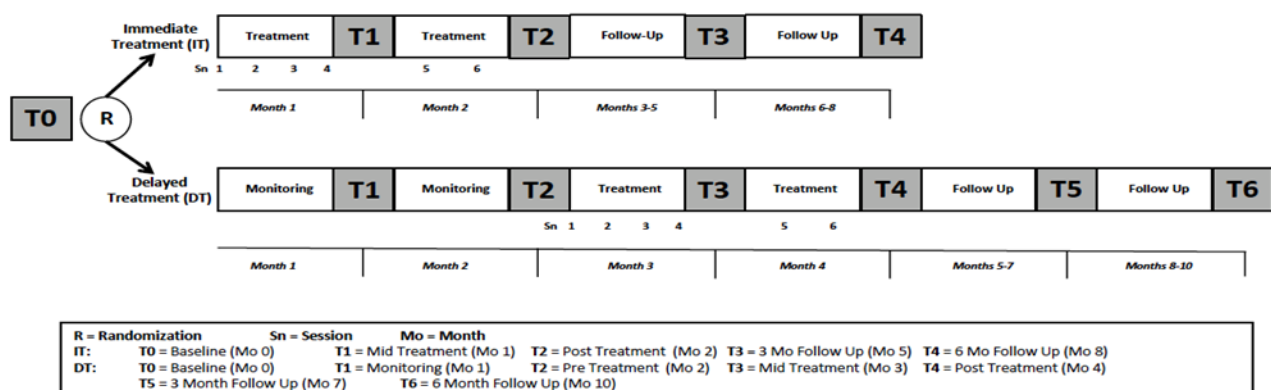 Immediate
Treatment (IT)
Treatment T1 Treatment T2 Follow-Up T3 Follow Up T4
Sn 1 2 3 4 5 6
Month 1 Month 2 Months 3-5 Months 6-8
T0 R
Delayed
Treatment (DT)
Monitoring T1 Monitoring T2 Treatment T3 Treatment T4 Follow Up T5 Follow Up T6
Sn 1 2 3 4 5 6
Month 1 Month 2 Month 3 Month 4 Months 5-7 Months 8-10
R = Randomization Sn = Session Mo = Month
IT: T0 = Baseline (Mo 0) T1 = Mid Treatment (Mo 1) T2 = Post Treatment (Mo 2) T3 = 3 Mo Follow Up (Mo 5) T4 = 6 Mo Follow Up (Mo 8)
DT: T0 = Baseline (Mo 0) T1 = Monitoring (Mo 1) T2 = Pre Treatment (Mo 2) T3 = Mid Treatment (Mo 3) T4 = Post Treatment (Mo 4)
T5 = 3 Month Follow Up (Mo 7) T6 = 6 Month Follow Up (Mo 10)